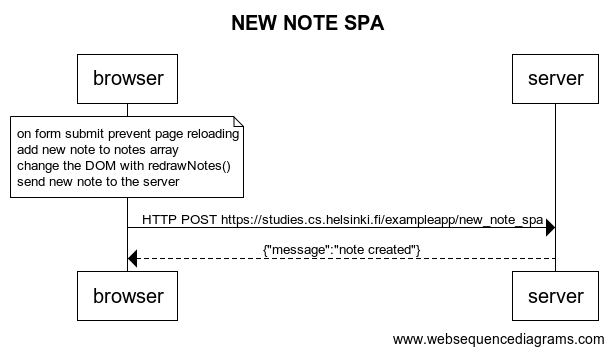 NEW NOTE SPA
browser
server
on form submit prevent page reloading
add new note to notes array
change the DOM with redrawNotes()
send new note to the server
HTTP POST https://studies.cs.helsinki.fi/exampleapp/new_note_spa
{"message":"note created"}
browser
server
www.websequencediagrams.com